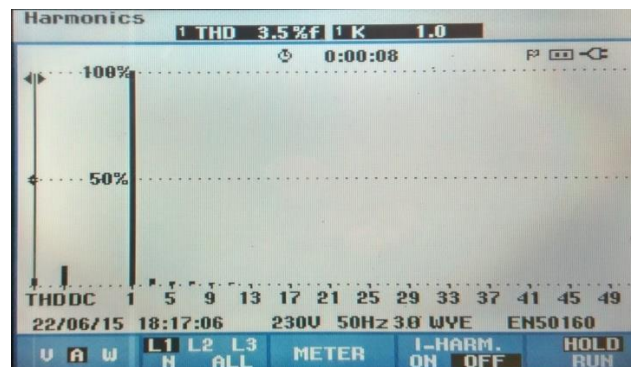 Harmonics
1 THD 3.5%f 1 K 1.0
0:00:08
100%
50%
THDDC 1 5 9 13 17 21 25 29 33 37 41 45 49
22/06/15 18:17:06 230V 50Hz 3Ø WYE EN50160
V A W L1 L2 L3 N ALL METER I-HARM. ON OFF HOLD RUN